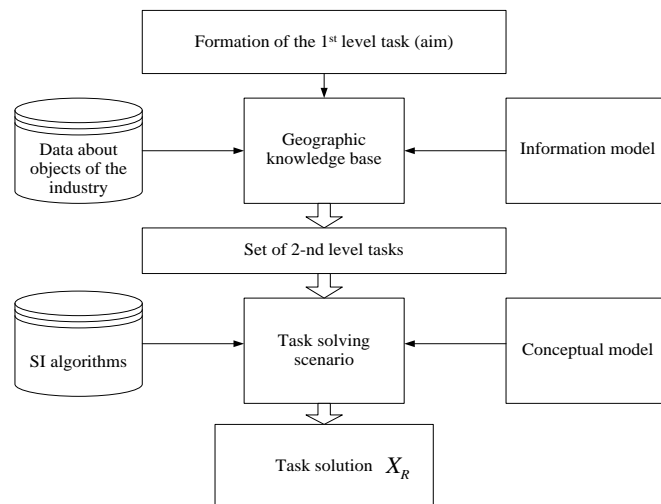 Formation of the 1st level task (aim)
Data about
objects of the
industry
Geographic
knowledge base
Information model
Set of 2-nd level tasks
SI algorithms
Task solving
scenario
Conceptual model
Task solution X_R